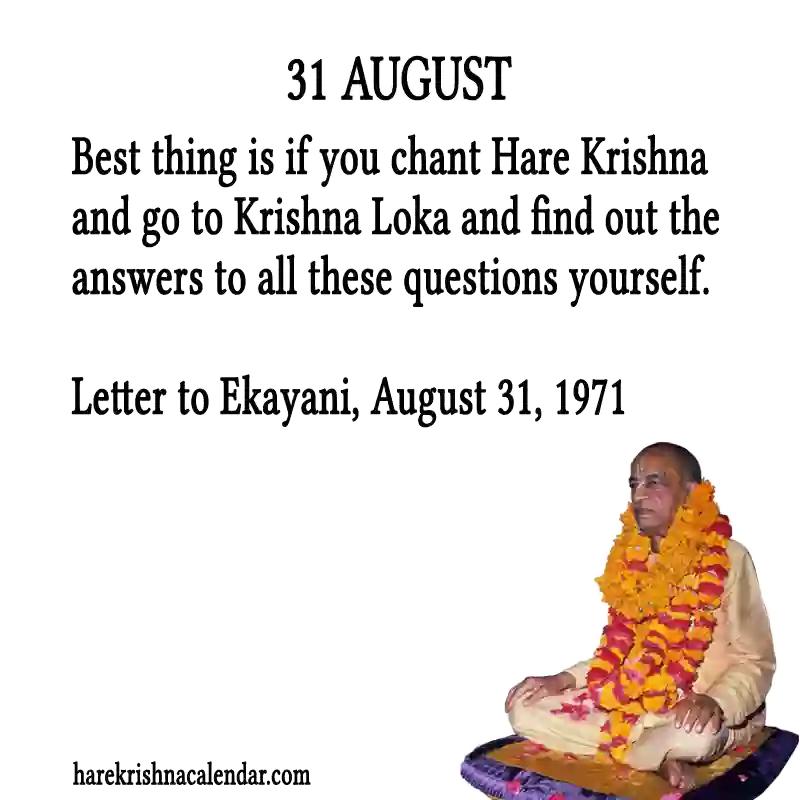 31 AUGUST
Best thing is if you chant Hare Krishna
and go to Krishna Loka and find out the
answers to all these questions yourself.
Letter to Ekayani, August 31, 1971
harekrishnacalendar.com